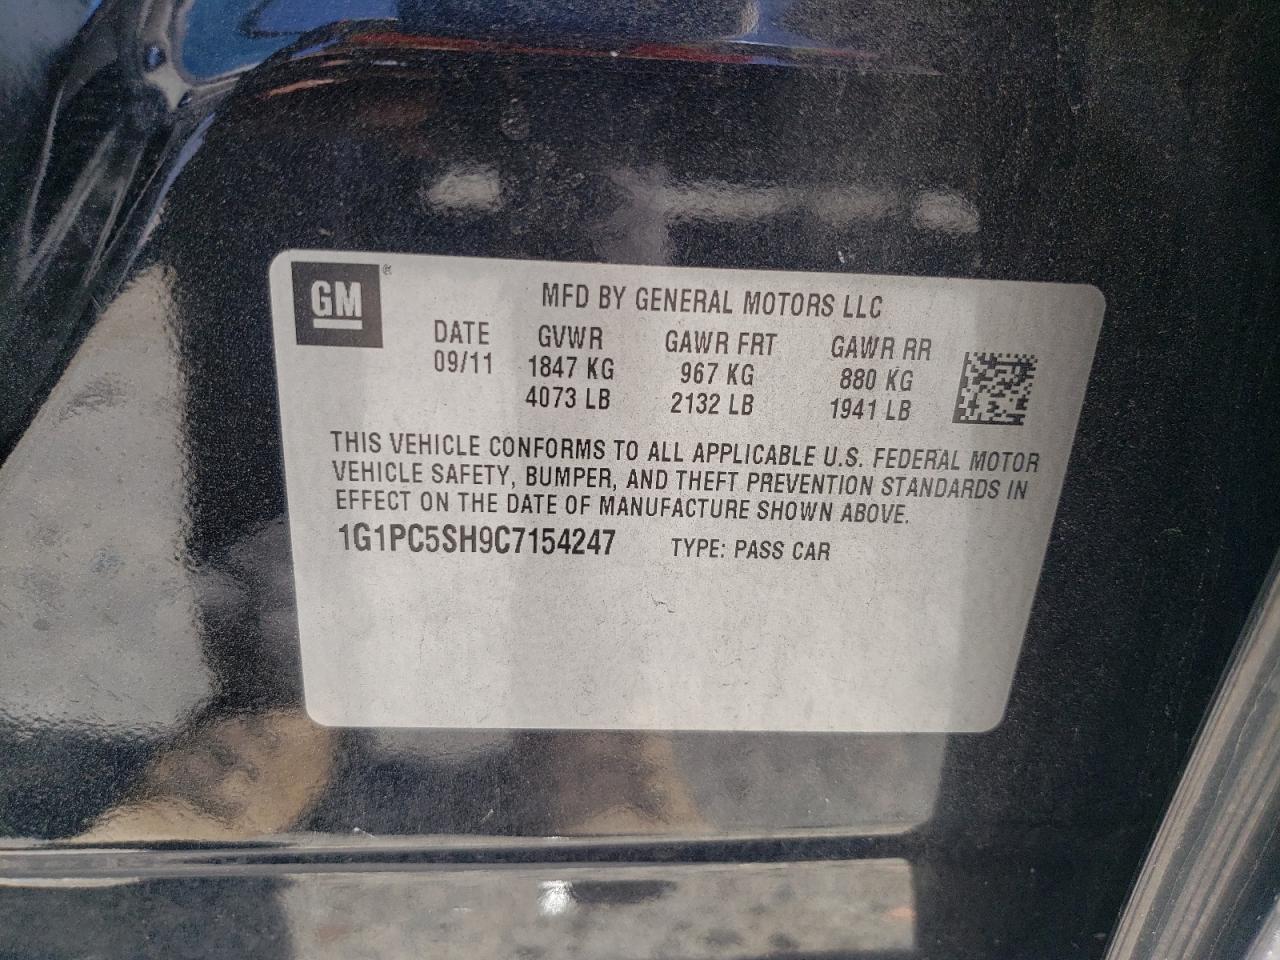 GM ®
MFD BY GENERAL MOTORS LLC
DATE GVWR GAWR FRT GAWR RR
09/11 1847 KG 967 KG 880 KG
4073 LB 2132 LB 1941 LB
THIS VEHICLE CONFORMS TO ALL APPLICABLE U.S. FEDERAL MOTOR
VEHICLE SAFETY, BUMPER, AND THEFT PREVENTION STANDARDS IN
EFFECT ON THE DATE OF MANUFACTURE SHOWN ABOVE.
1G1PC5SH9C7154247 TYPE: PASS CAR